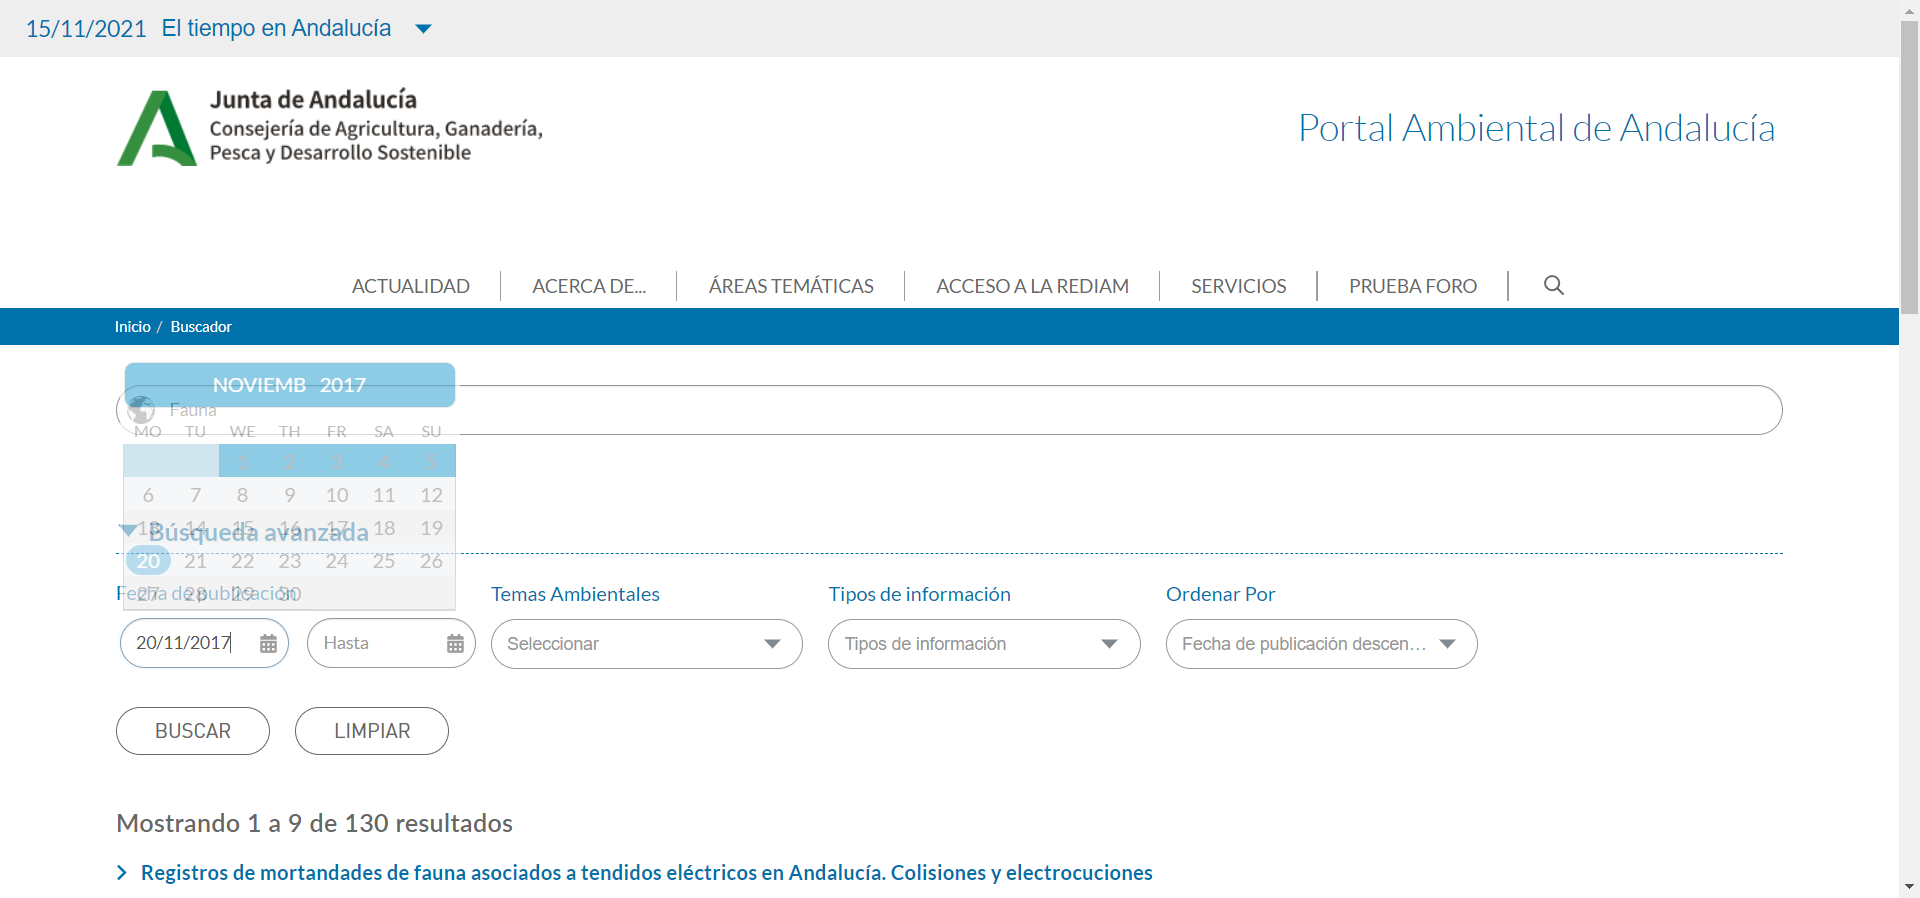 15/11/2021 El tiempo en Andalucía
Junta de Andalucía
Consejería de Agricultura, Ganadería,
Pesca y Desarrollo Sostenible
Portal Ambiental de Andalucía
ACTUALIDAD ACERCA DE... ÁREAS TEMÁTICAS ACCESO A LA REDIAM SERVICIOS PRUEBA FORO
Inicio / Buscador
NOVIEMB 2017
Fauna
MO TU WE TH FR SA SU
1 2 3 4 5
6 7 8 9 10 11 12
13 14 15 16 17 18 19
Búsqueda avanzada
20 21 22 23 24 25 26
27 28 29 30
Fecha de publicación Temas Ambientales Tipos de información Ordenar Por
20/11/2017 Hasta Seleccionar Tipos de información Fecha de publicación descen...
BUSCAR LIMPIAR
Mostrando 1 a 9 de 130 resultados
Registros de mortandades de fauna asociados a tendidos eléctricos en Andalucía. Colisiones y electrocuciones